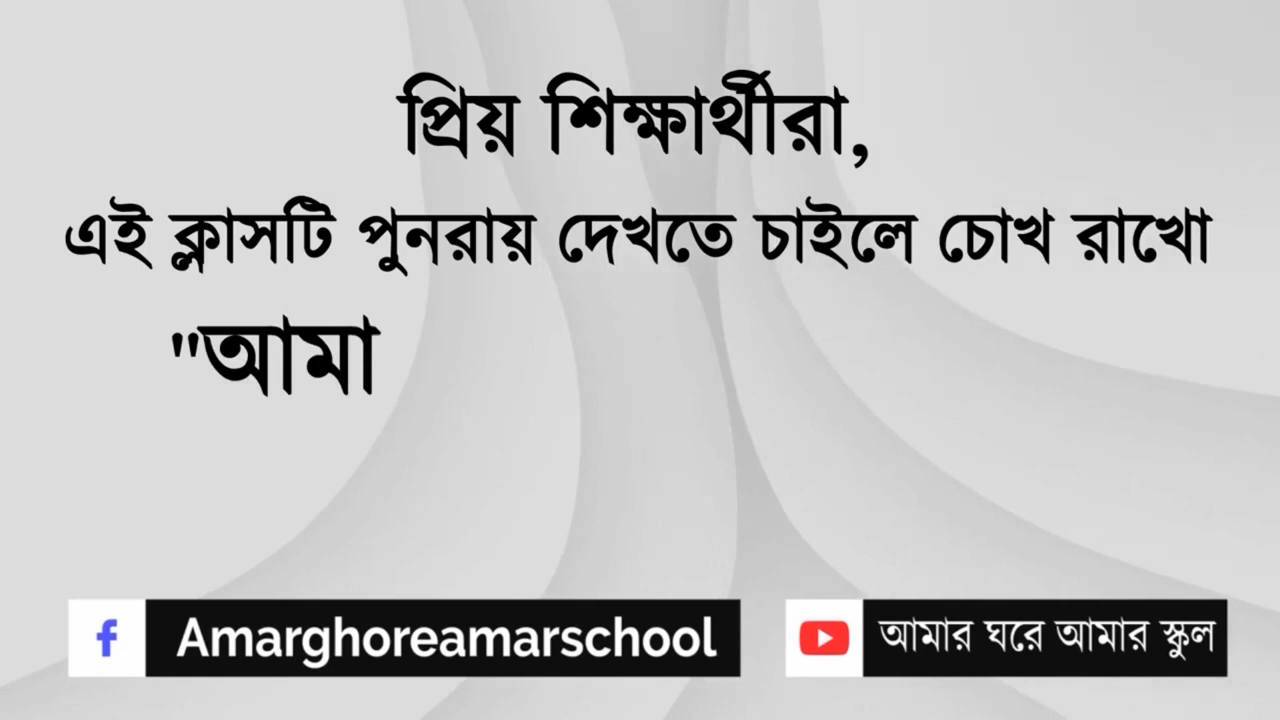 প্রিয় শিক্ষার্থীরা,
এই ক্লাসটি পুনরায় দেখতে চাইলে চোখ রাখো
"আমা
Amarghoreamarschool
আমার ঘরে আমার স্কুল